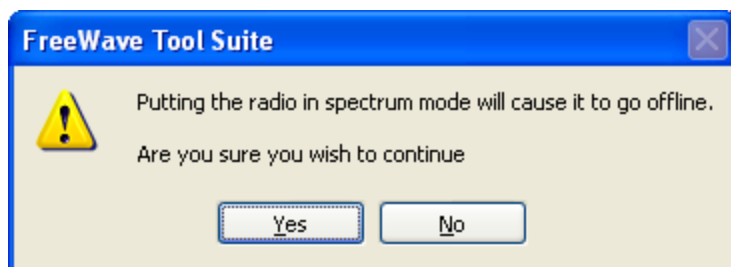 FreeWave Tool Suite
Putting the radio in spectrum mode will cause it to go offline.
Are you sure you wish to continue
Yes
No